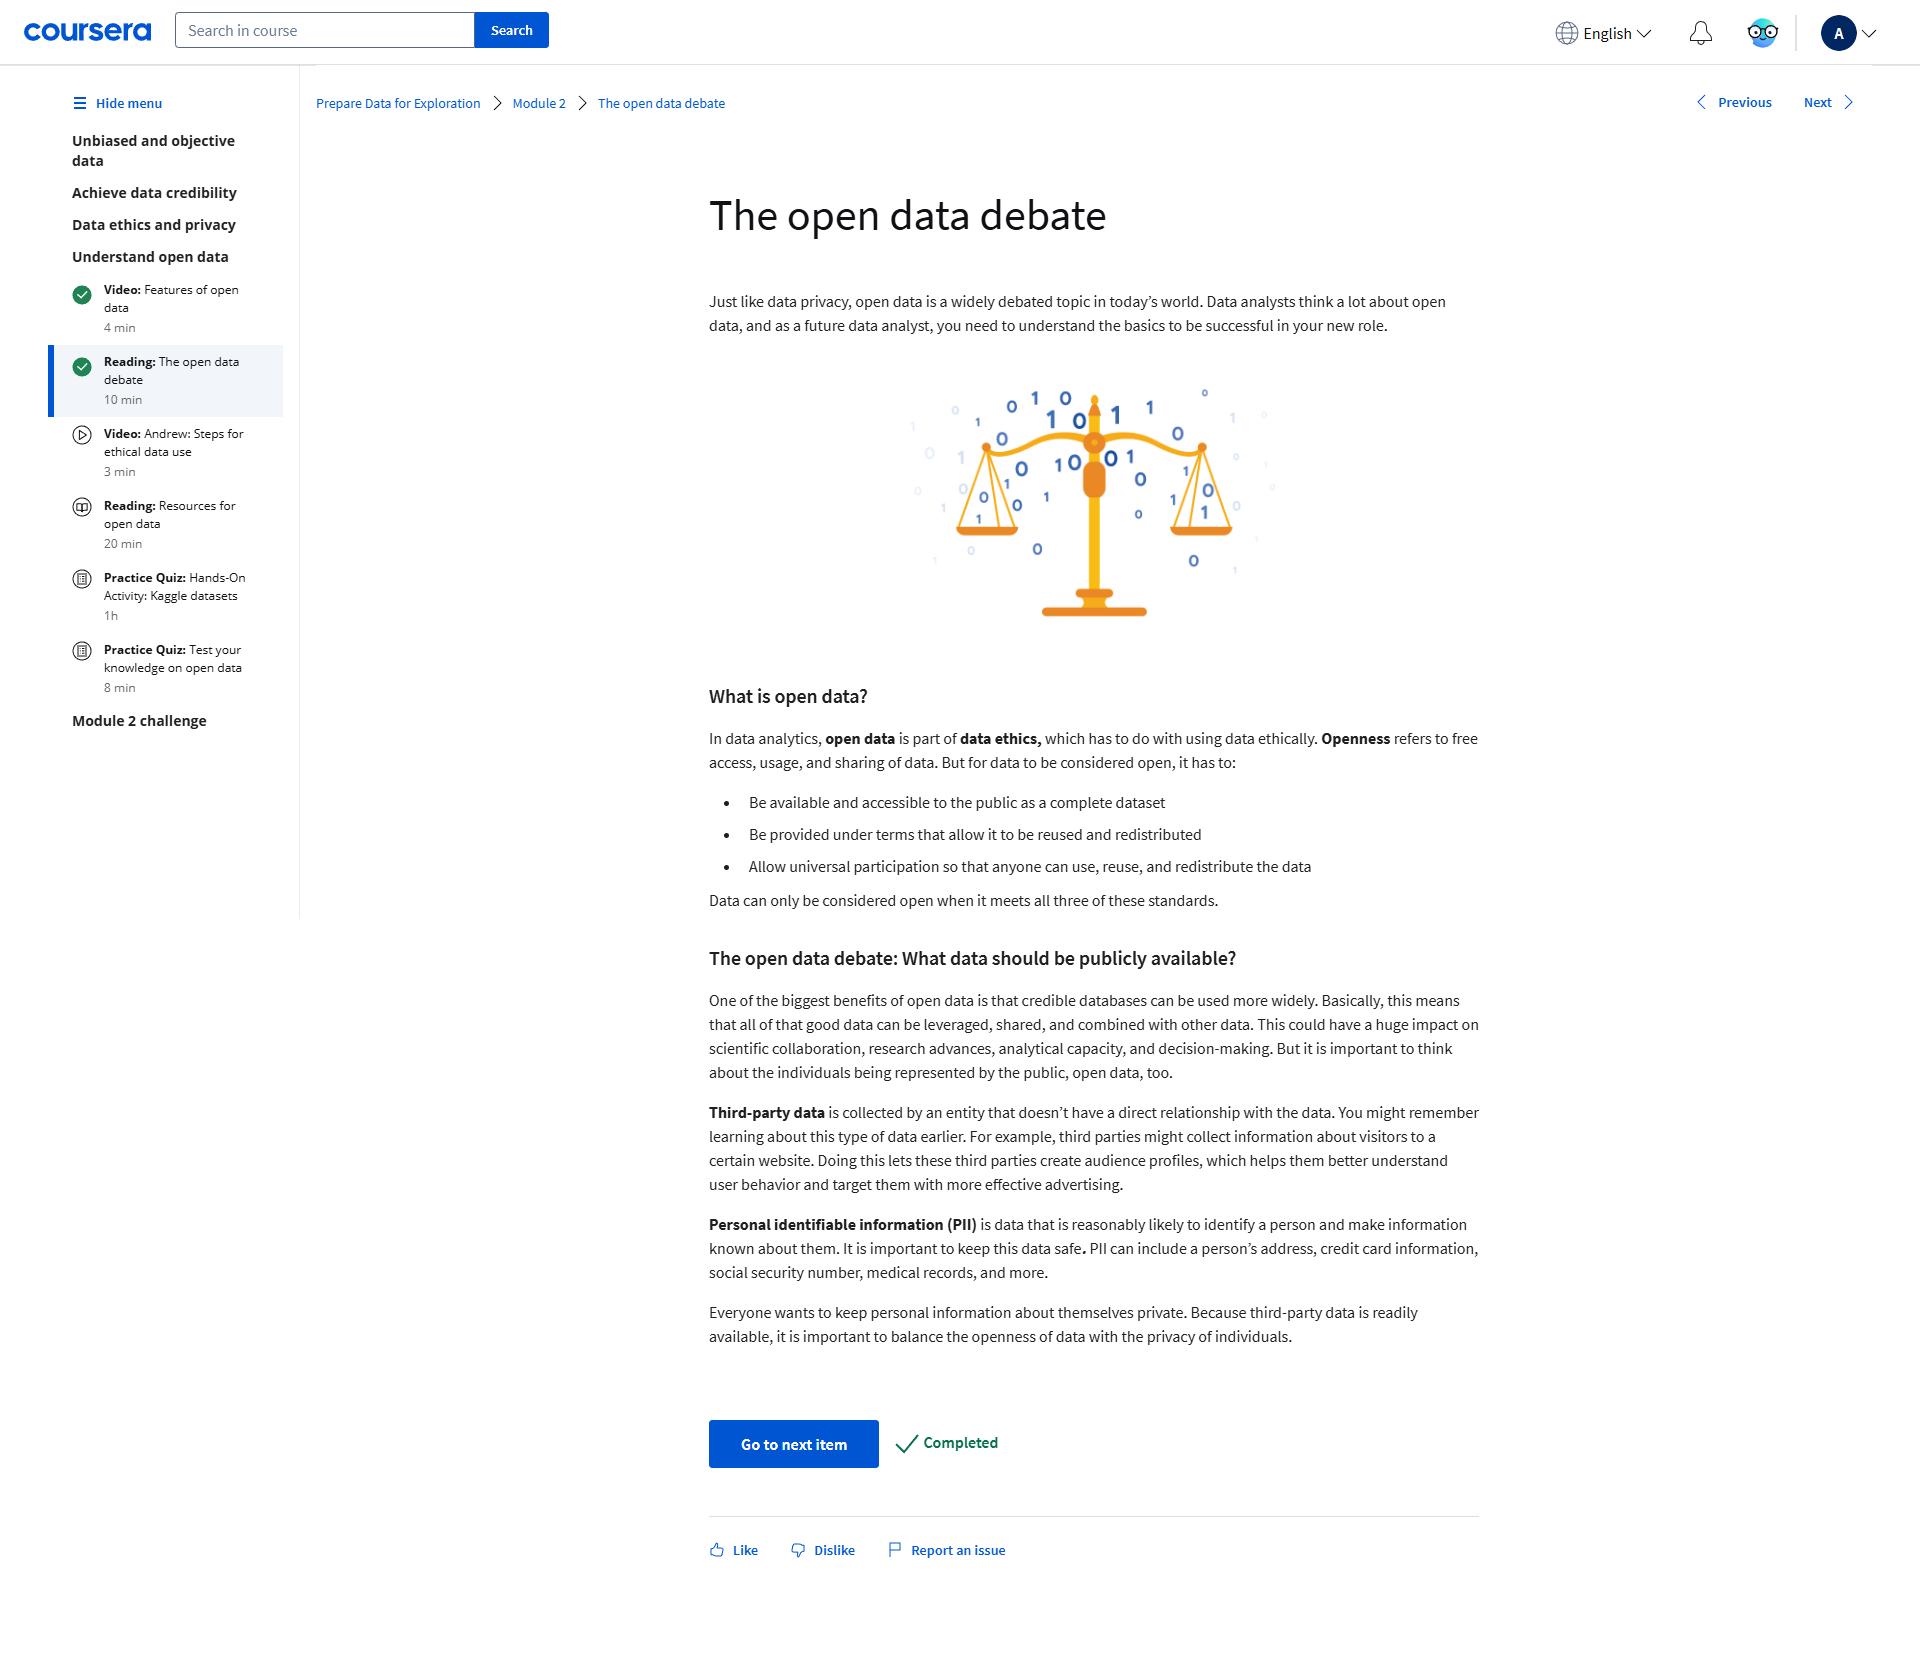 coursera
Search in course
Search
English
A
Hide menu
Unbiased and objective
data
Achieve data credibility
Data ethics and privacy
Understand open data
Video: Features of open
data
4 min
Reading: The open data
debate
10 min
Video: Andrew: Steps for
ethical data use
3 min
Reading: Resources for
open data
20 min
Practice Quiz: Hands-On
Activity: Kaggle datasets
1h
Practice Quiz: Test your
knowledge on open data
8 min
Module 2 challenge
Prepare Data for Exploration
Module 2
The open data debate
Previous
Next
The open data debate
Just like data privacy, open data is a widely debated topic in today’s world. Data analysts think a lot about open
data, and as a future data analyst, you need to understand the basics to be successful in your new role.
What is open data?
In data analytics, open data is part of data ethics, which has to do with using data ethically. Openness refers to free
access, usage, and sharing of data. But for data to be considered open, it has to:
• Be available and accessible to the public as a complete dataset
• Be provided under terms that allow it to be reused and redistributed
• Allow universal participation so that anyone can use, reuse, and redistribute the data
Data can only be considered open when it meets all three of these standards.
The open data debate: What data should be publicly available?
One of the biggest benefits of open data is that credible databases can be used more widely. Basically, this means
that all of that good data can be leveraged, shared, and combined with other data. This could have a huge impact on
scientific collaboration, research advances, analytical capacity, and decision-making. But it is important to think
about the individuals being represented by the public, open data, too.
Third-party data is collected by an entity that doesn’t have a direct relationship with the data. You might remember
learning about this type of data earlier. For example, third parties might collect information about visitors to a
certain website. Doing this lets these third parties create audience profiles, which helps them better understand
user behavior and target them with more effective advertising.
Personal identifiable information (PII) is data that is reasonably likely to identify a person and make information
known about them. It is important to keep this data safe. PII can include a person’s address, credit card information,
social security number, medical records, and more.
Everyone wants to keep personal information about themselves private. Because third-party data is readily
available, it is important to balance the openness of data with the privacy of individuals.
Go to next item
Completed
Like
Dislike
Report an issue